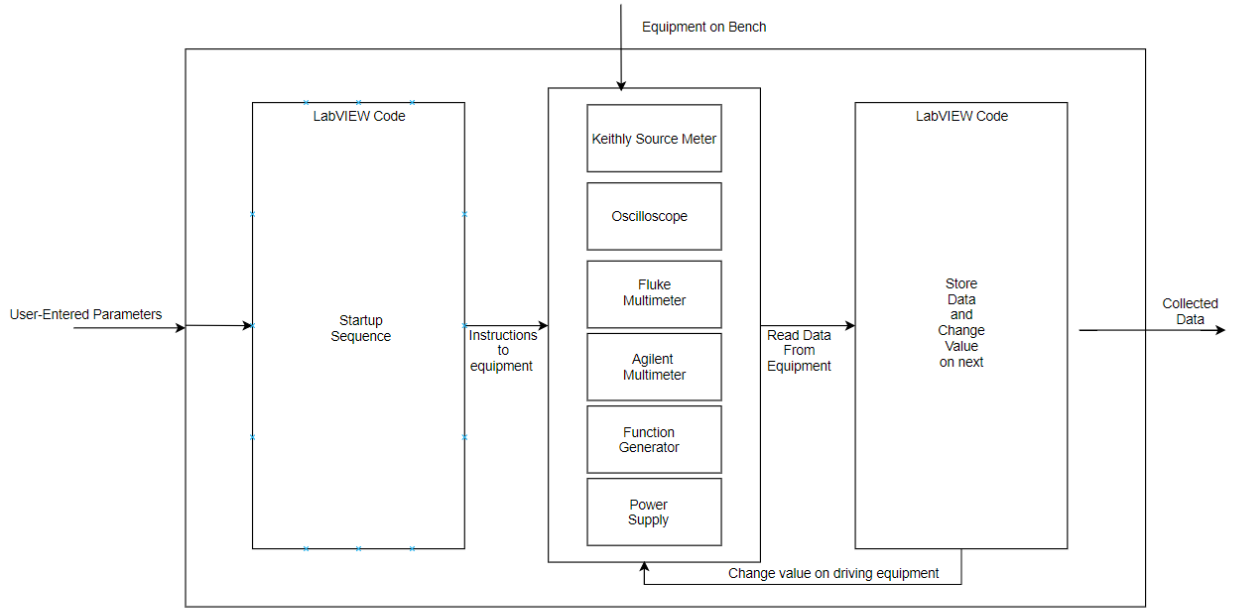 Equipment on Bench
LabVIEW Code
LabVIEW Code
Keithly Source Meter
Oscilloscope
Fluke
Multimeter
Agilent
Multimeter
Function
Generator
Power
Supply
User-Entered Parameters
Startup
Sequence
Instructions
to
equipment
Read Data
From
Equipment
Store
Data
and
Change
Value
on next
Collected
Data
Change value on driving equipment